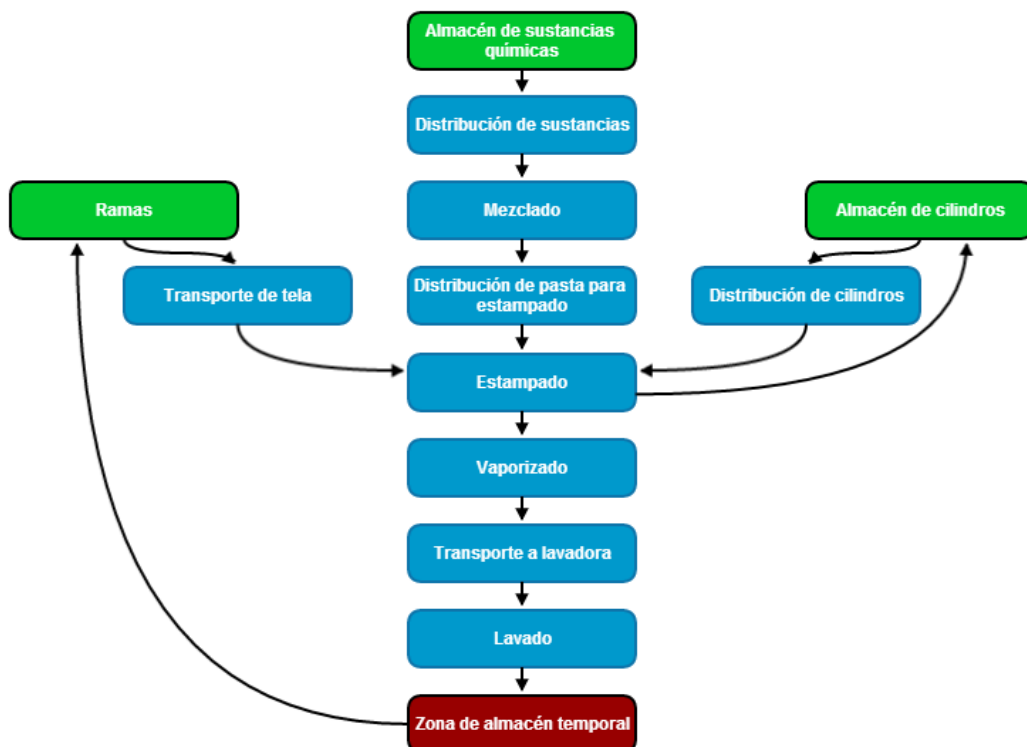 Almacén de sustancias
químicas
Distribución de sustancias
Ramas
Mezclado
Almacén de cilindros
Transporte de tela
Distribución de pasta para
estampado
Distribución de cilindros
Estampado
Vaporizado
Transporte a lavadora
Lavado
Zona de almacén temporal